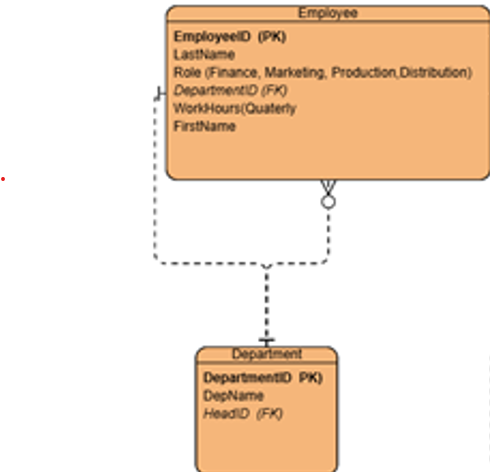 Employee
EmployeeID (PK)
LastName
Role (Finance, Marketing, Production,Distribution)
DepartmentID (FK)
WorkHours(Quaterly
FirstName
Department
DepartmentID PK)
DepName
HeadID (FK)